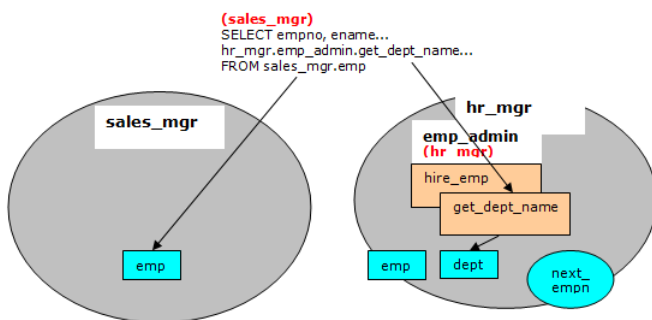 (sales_mgr)
SELECT empno, ename...
hr_mgr.emp_admin.get_dept_name...
FROM sales_mgr.emp
sales_mgr
hr_mgr
emp_admin
(hr_mgr)
hire_emp
get_dept_name
emp
emp
dept
next_
empn